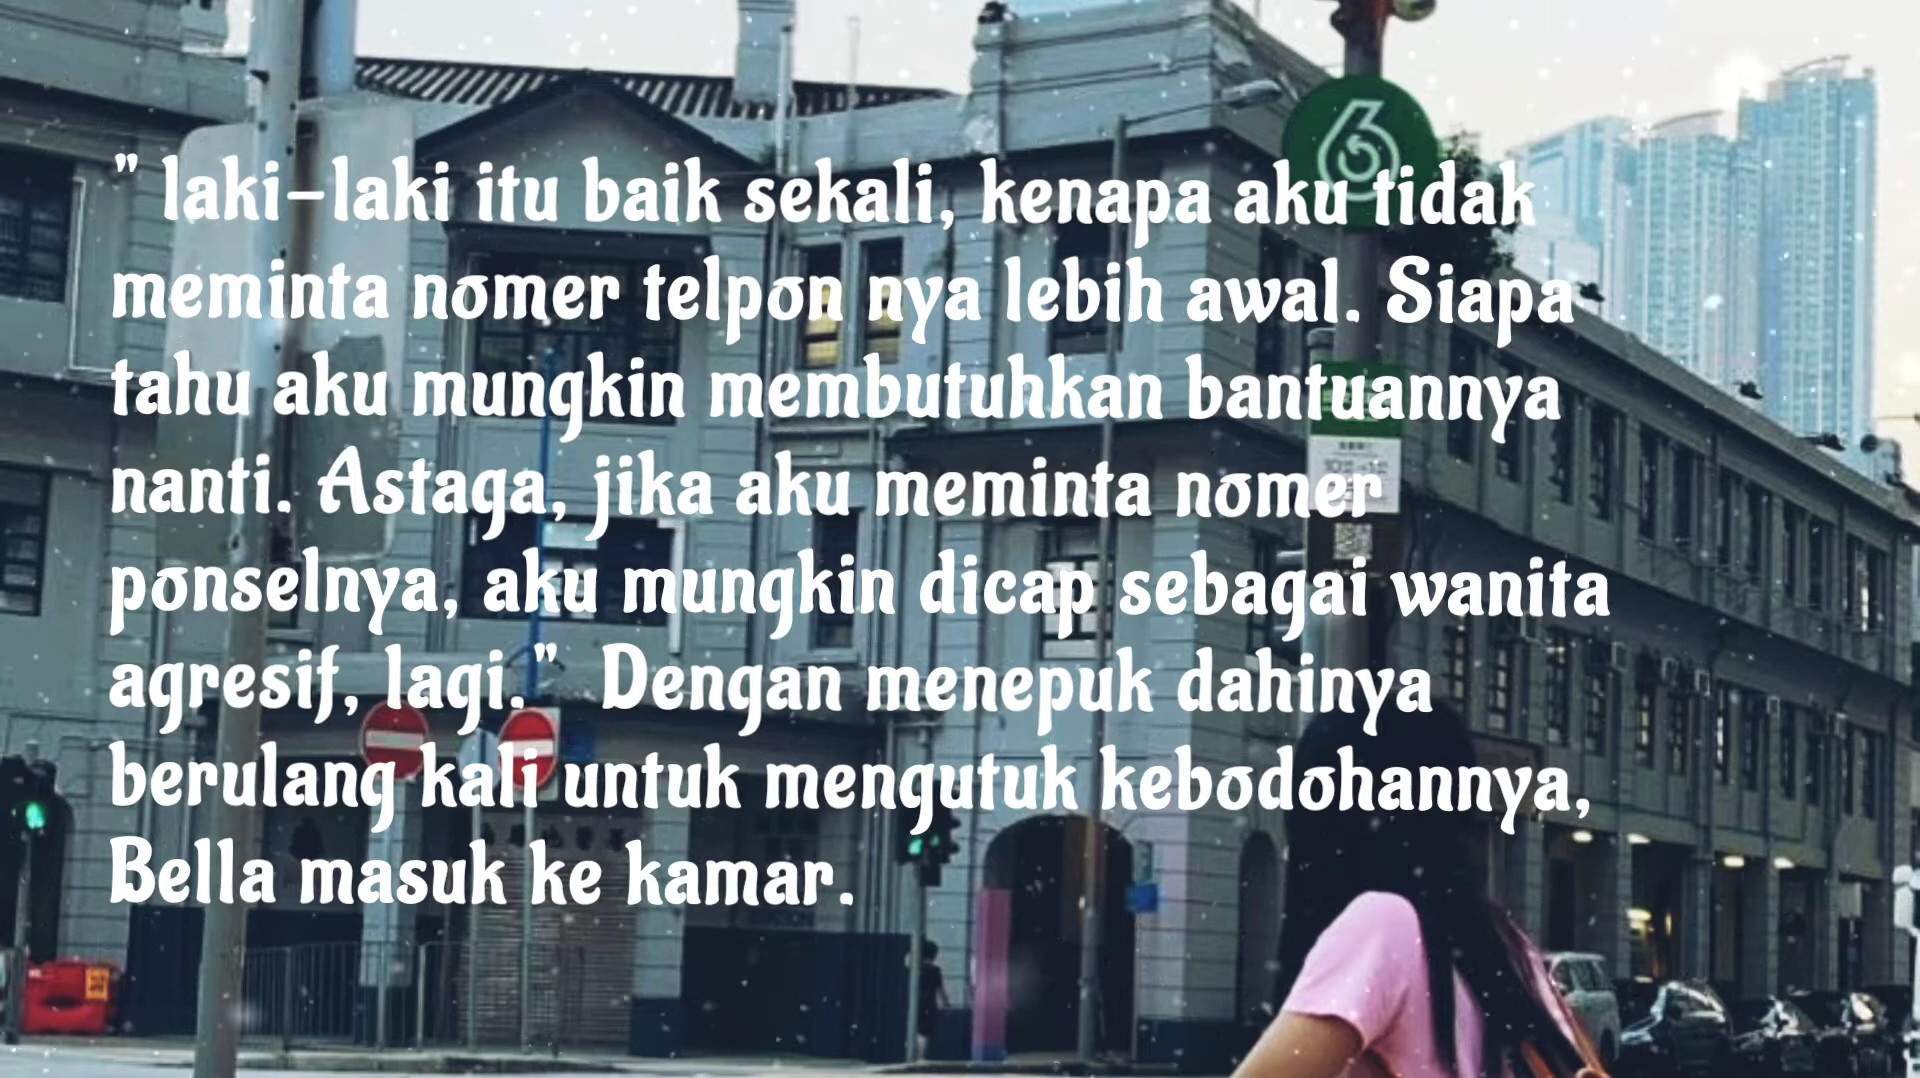 " laki-laki itu baik sekali, kenapa aku tidak
meminta nomer telpon nya lebih awal. Siapa
tahu aku mungkin membutuhkan bantuannya
nanti. Astaga, jika aku meminta nomer
ponselnya, aku mungkin dicap sebagai wanita
agresif, lagi."  Dengan menepuk dahinya
berulang kali untuk mengutuk kebodohannya,
Bella masuk ke kamar.